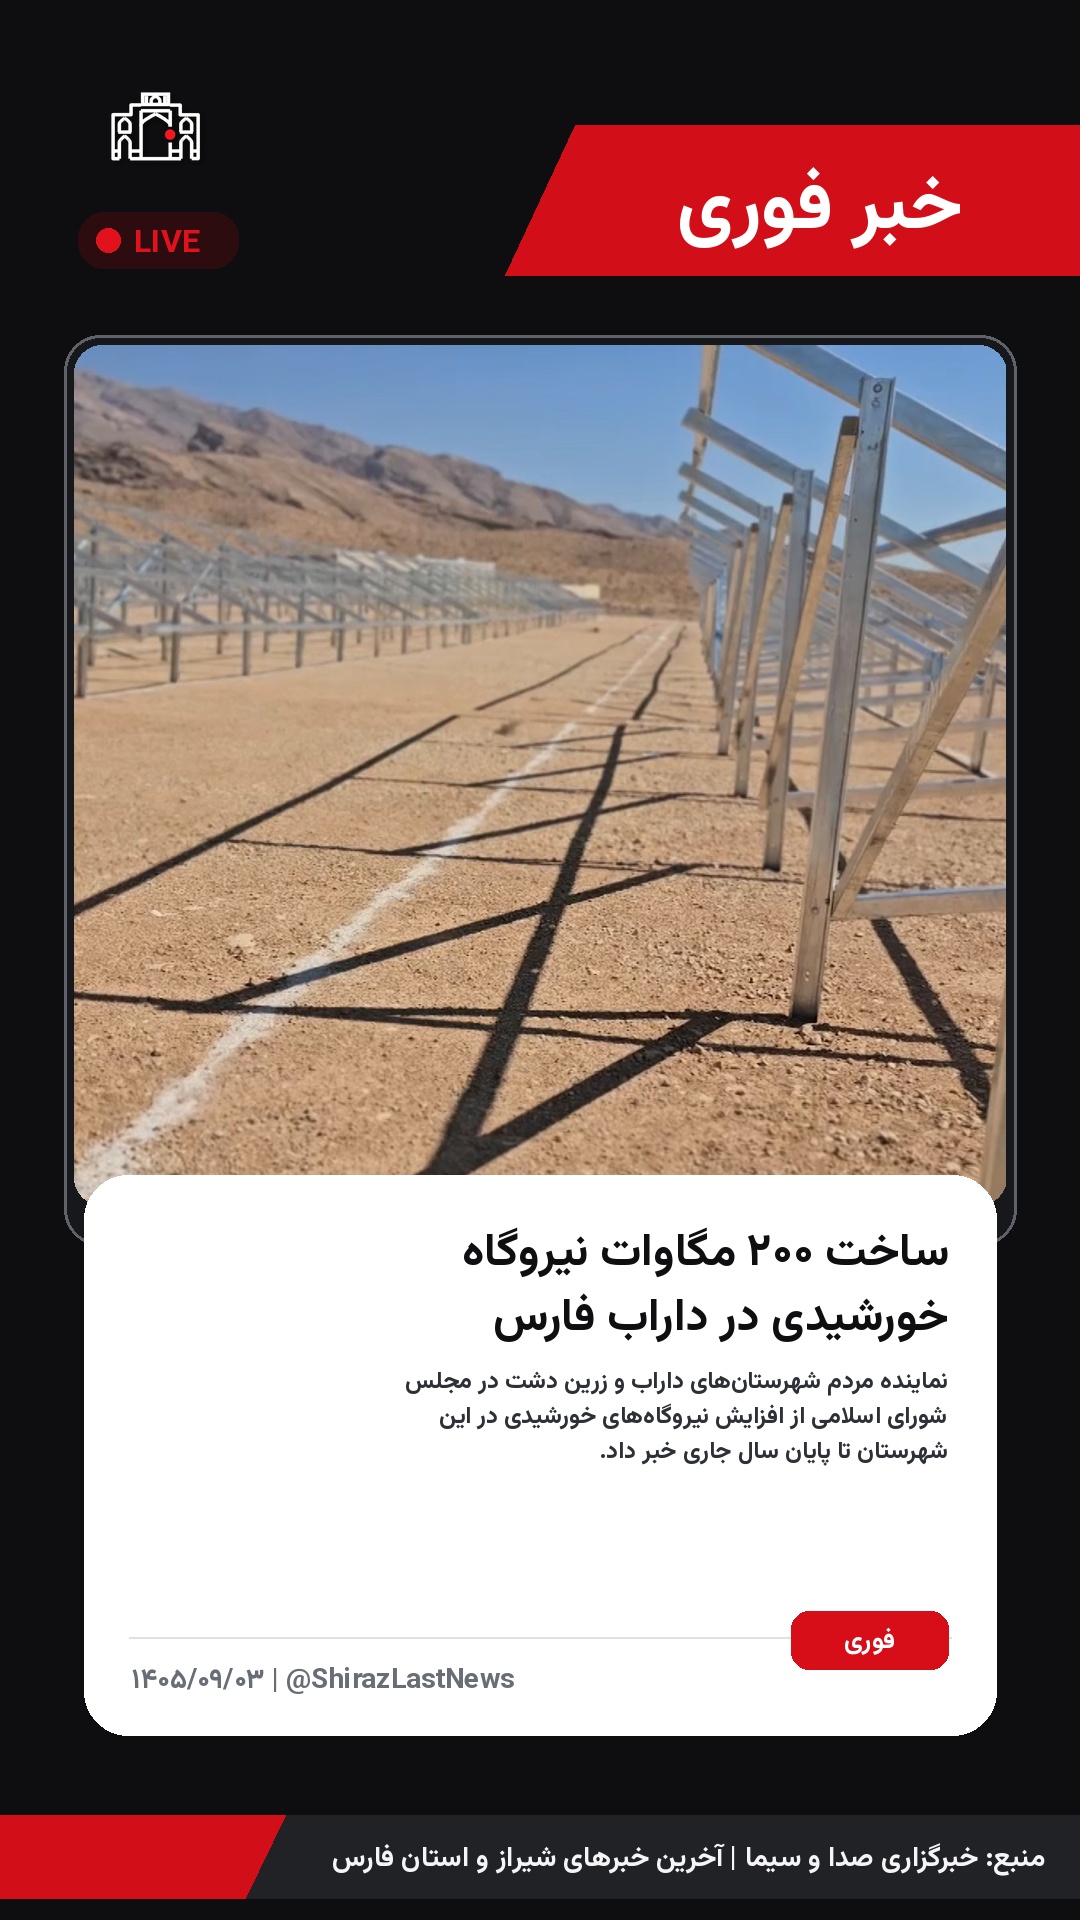 خبر فوری
LIVE
ساخت ۲۰۰ مگاوات نیروگاه
خورشیدی در داراب فارس
نماینده مردم شهرستان‌های داراب و زرین دشت در مجلس
شورای اسلامی از افزایش نیروگاه‌های خورشیدی در این
شهرستان تا پایان سال جاری خبر داد.
فوری
۱۴۰۵/۰۹/۰۳ | @ShirazLastNews
منبع: خبرگزاری صدا و سیما | آخرین خبرهای شیراز و استان فارس